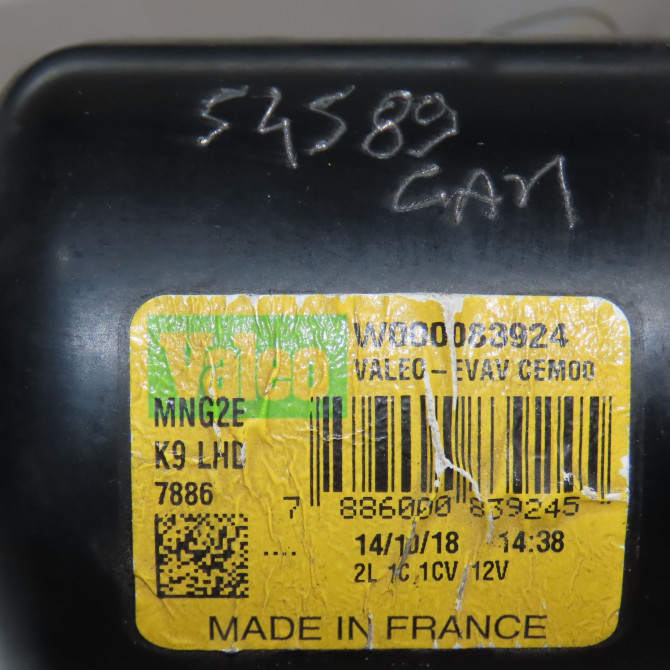 54589
GAM
Valeo
W000083924
VALEO - EVAV CEM00
MNG2E
K9 LHD
7886
7 886000 839245
.... 14/10/18 14:38
2L 1C 1CV 12V
MADE IN FRANCE